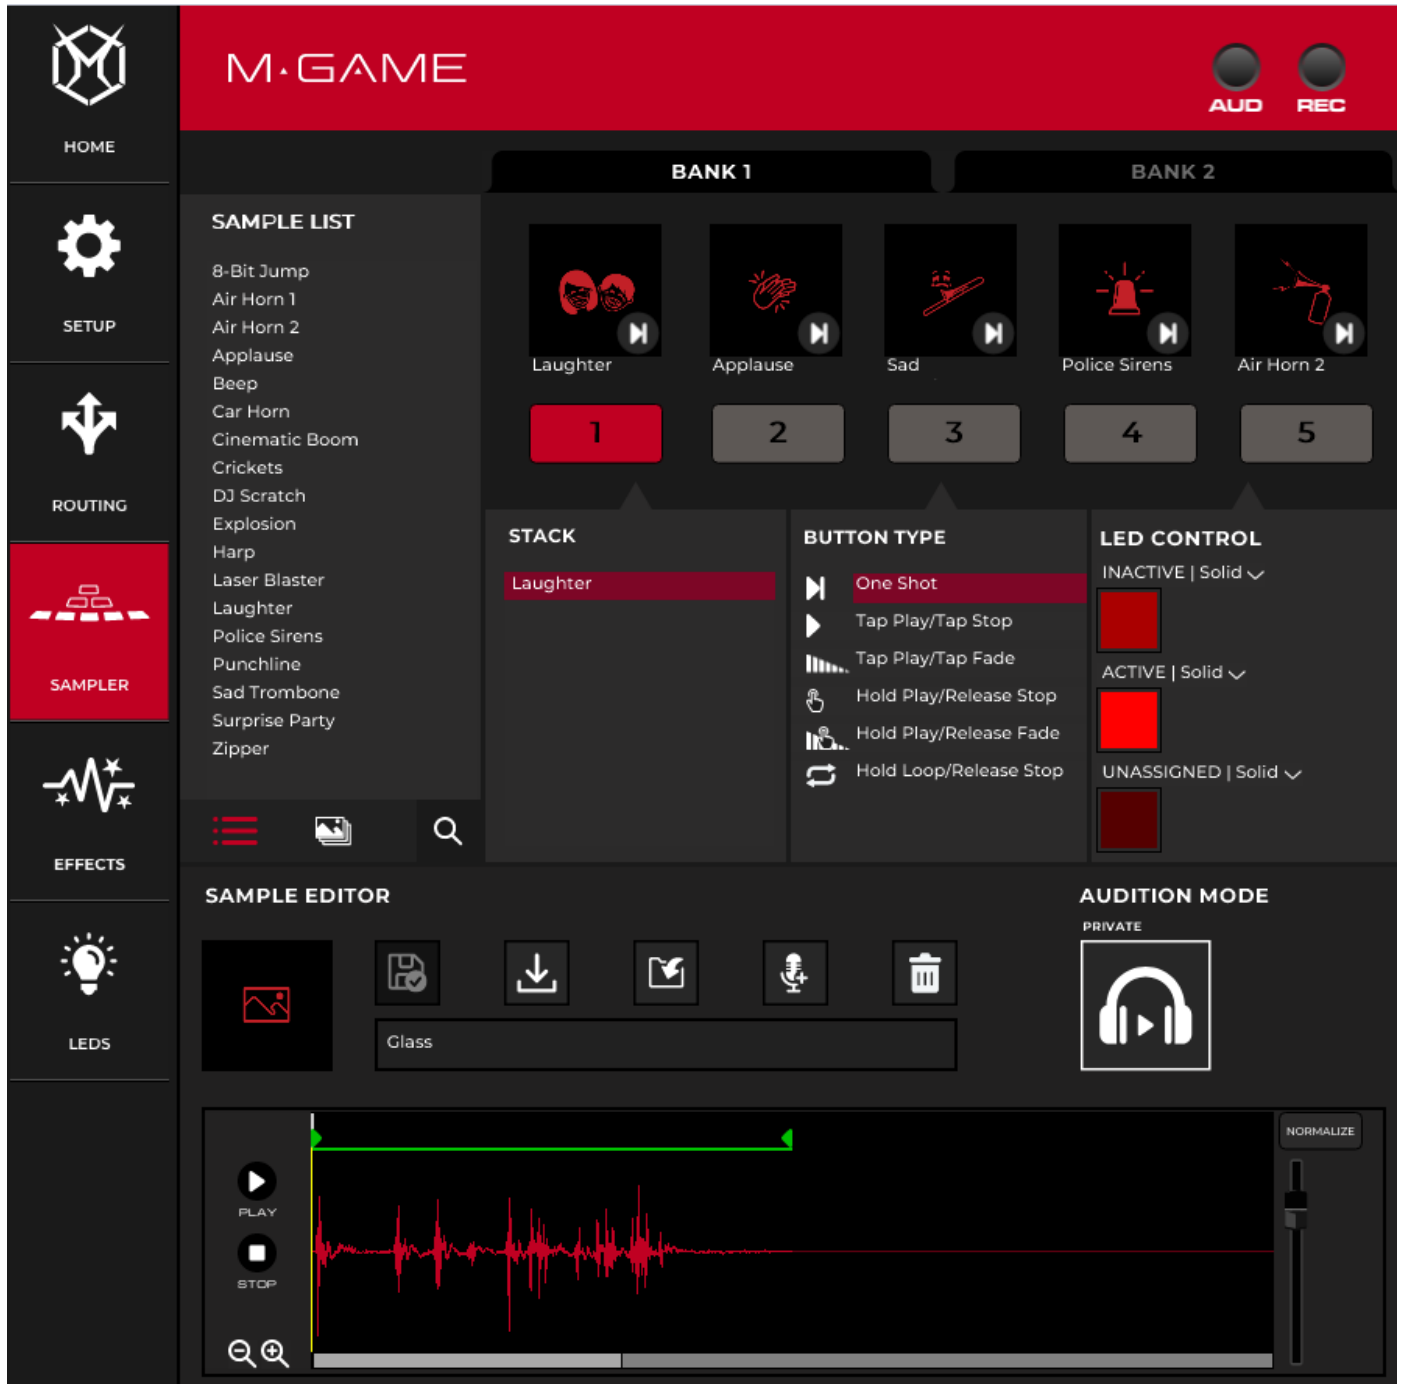 M·GAME
AUD
REC
HOME
SETUP
ROUTING
SAMPLER
EFFECTS
LEDS
BANK 1
BANK 2
SAMPLE LIST
8-Bit Jump
Air Horn 1
Air Horn 2
Applause
Beep
Car Horn
Cinematic Boom
Crickets
DJ Scratch
Explosion
Harp
Laser Blaster
Laughter
Police Sirens
Punchline
Sad Trombone
Surprise Party
Zipper
Laughter
Applause
Sad
Police Sirens
Air Horn 2
1
2
3
4
5
STACK
Laughter
BUTTON TYPE
One Shot
Tap Play/Tap Stop
Tap Play/Tap Fade
Hold Play/Release Stop
Hold Play/Release Fade
Hold Loop/Release Stop
LED CONTROL
INACTIVE | Solid
ACTIVE | Solid
UNASSIGNED | Solid
SAMPLE EDITOR
Glass
AUDITION MODE
PRIVATE
PLAY
STOP
NORMALIZE